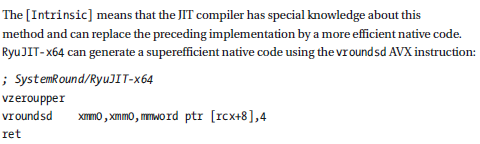 The [Intrinsic] means that the JIT compiler has special knowledge about this
method and can replace the preceding implementation by a more efficient native code.
RyuJIT-x64 can generate a superefficient native code using the vroundsd AVX instruction:
; SystemRound/RyuJIT-x64
vzeroupper
vroundsd    xmm0,xmm0,mmword ptr [rcx+8],4
ret